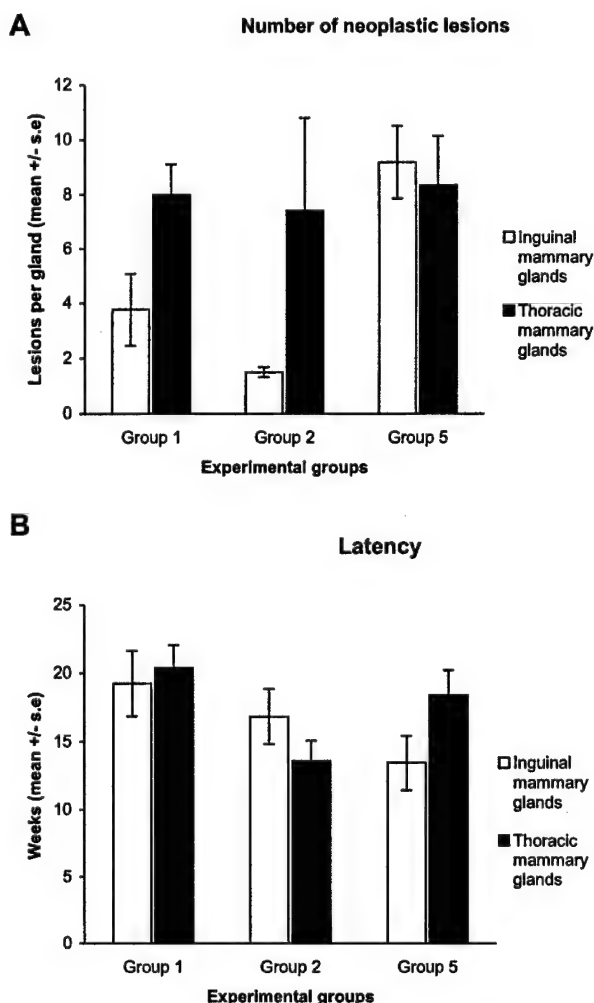 A
Number of neoplastic lesions
Lesions per gland (mean +/- s.e)
12
10
8
6
4
2
0
Inguinal
mammary
glands
Thoracic
mammary
glands
Group 1
Group 2
Group 5
Experimental groups
B
Latency
Weeks (mean +/- s.e)
25
20
15
10
5
0
Inguinal
mammary
glands
Thoracic
mammary
glands
Group 1
Group 2
Group 5
Experimental groups